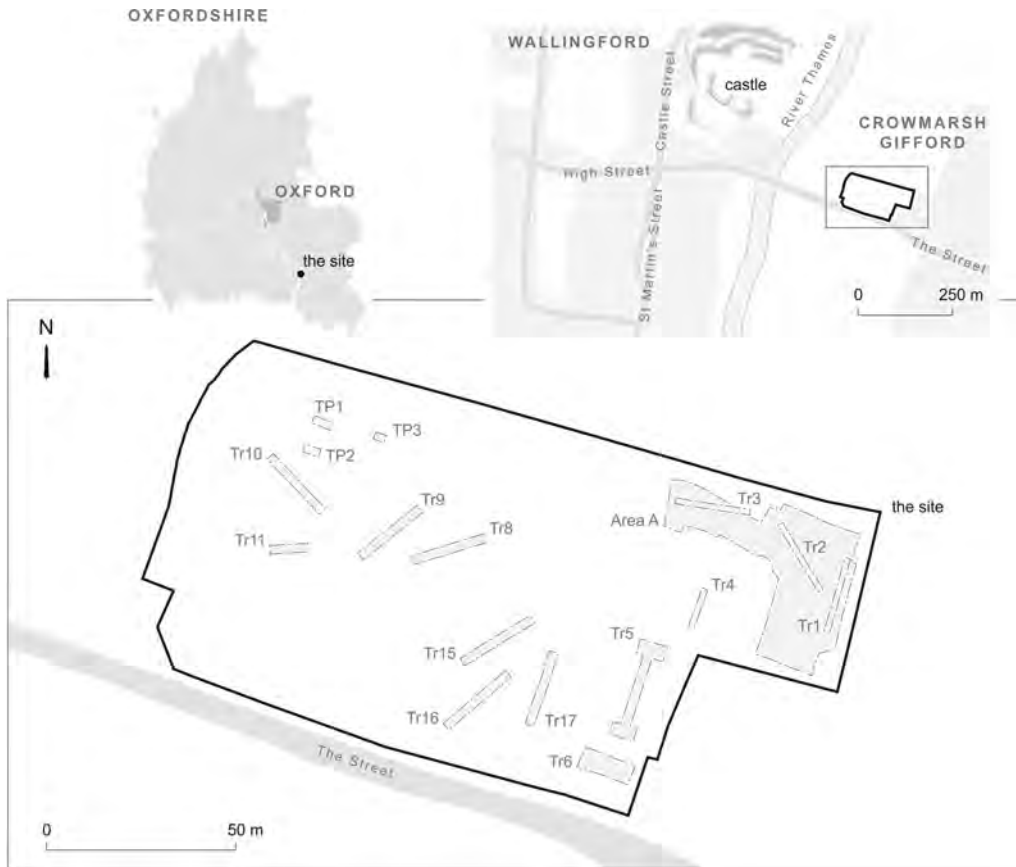 OXFORDSHIRE
OXFORD
the site
WALLINGFORD
Castle Street
castle
River Thames
CROWMARSH
GIFFORD
High Street
St Martin's Street
The Street
0 250 m
N
TP1
TP3
TP2
Tr10
Tr9
Tr8
Tr11
Area A
Tr3
the site
Tr2
Tr4
Tr1
Tr5
Tr15
Tr16
Tr17
Tr6
The Street
0 50 m